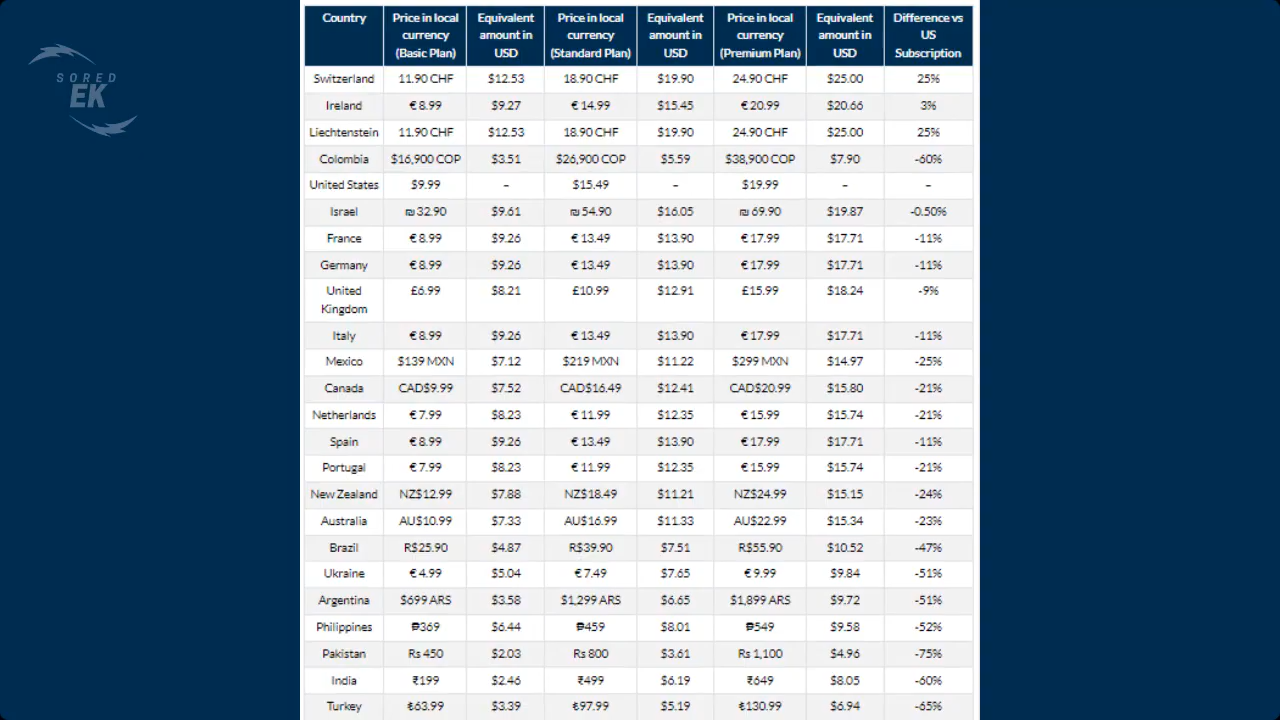 SORED
EK
Country | Price in local currency (Basic Plan) | Equivalent amount in USD | Price in local currency (Standard Plan) | Equivalent amount in USD | Price in local currency (Premium Plan) | Equivalent amount in USD | Difference vs US Subscription
Switzerland | 11.90 CHF | $12.53 | 18.90 CHF | $19.90 | 24.90 CHF | $25.00 | 25%
Ireland | € 8.99 | $9.27 | € 14.99 | $15.45 | € 20.99 | $20.66 | 3%
Liechtenstein | 11.90 CHF | $12.53 | 18.90 CHF | $19.90 | 24.90 CHF | $25.00 | 25%
Colombia | $16,900 COP | $3.51 | $26,900 COP | $5.59 | $38,900 COP | $7.90 | -60%
United States | $9.99 | – | $15.49 | – | $19.99 | – | –
Israel | ₪ 32.90 | $9.61 | ₪ 54.90 | $16.05 | ₪ 69.90 | $19.87 | -0.50%
France | € 8.99 | $9.26 | € 13.49 | $13.90 | € 17.99 | $17.71 | -11%
Germany | € 8.99 | $9.26 | € 13.49 | $13.90 | € 17.99 | $17.71 | -11%
United Kingdom | £6.99 | $8.21 | £10.99 | $12.91 | £15.99 | $18.24 | -9%
Italy | € 8.99 | $9.26 | € 13.49 | $13.90 | € 17.99 | $17.71 | -11%
Mexico | $139 MXN | $7.12 | $219 MXN | $11.22 | $299 MXN | $14.97 | -25%
Canada | CAD$9.99 | $7.52 | CAD$16.49 | $12.41 | CAD$20.99 | $15.80 | -21%
Netherlands | € 7.99 | $8.23 | € 11.99 | $12.35 | € 15.99 | $15.74 | -21%
Spain | € 8.99 | $9.26 | € 13.49 | $13.90 | € 17.99 | $17.71 | -11%
Portugal | € 7.99 | $8.23 | € 11.99 | $12.35 | € 15.99 | $15.74 | -21%
New Zealand | NZ$12.99 | $7.88 | NZ$18.49 | $11.21 | NZ$24.99 | $15.15 | -24%
Australia | AU$10.99 | $7.33 | AU$16.99 | $11.33 | AU$22.99 | $15.34 | -23%
Brazil | R$25.90 | $4.87 | R$39.90 | $7.51 | R$55.90 | $10.52 | -47%
Ukraine | € 4.99 | $5.04 | € 7.49 | $7.65 | € 9.99 | $9.84 | -51%
Argentina | $699 ARS | $3.58 | $1,299 ARS | $6.65 | $1,899 ARS | $9.72 | -51%
Philippines | ₱369 | $6.44 | ₱459 | $8.01 | ₱549 | $9.58 | -52%
Pakistan | Rs 450 | $2.03 | Rs 800 | $3.61 | Rs 1,100 | $4.96 | -75%
India | ₹199 | $2.46 | ₹499 | $6.19 | ₹649 | $8.05 | -60%
Turkey | ₺63.99 | $3.39 | ₺97.99 | $5.19 | ₺130.99 | $6.94 | -65%